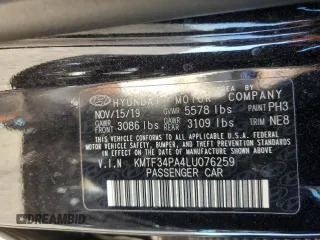 HYUNDAI MOTOR COMPANY
NOV/15/19 GVWR 5578 lbs PAINT PH3
GAWR FRONT 3086 lbs GAWR REAR 3109 lbs TRIM NE8
THIS VEHICLE CONFORMS TO ALL APPLICABLE
U.S. FEDERAL MOTOR VEHICLE SAFETY, BUMPER,
AND THEFT PREVENTION STANDARDS IN EFFECT ON
THE DATE OF MANUFACTURE SHOWN ABOVE.
V.I.N KMTF34PA4LU076259
PASSENGER CAR
DREAMBID